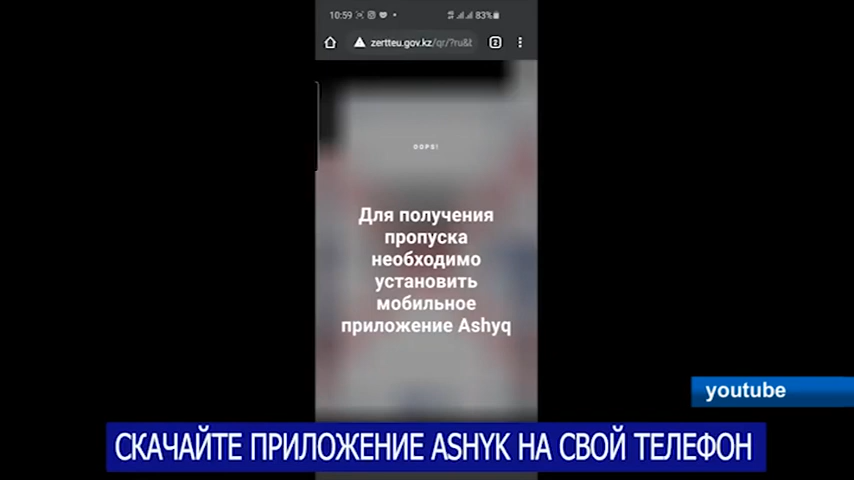 10:59
83%
zertteu.gov.kz/qr/?ru&
2
OOPS!
Для получения
пропуска
необходимо
установить
мобильное
приложение Ashyq
youtube
СКАЧАЙТЕ ПРИЛОЖЕНИЕ ASHYK НА СВОЙ ТЕЛЕФОН